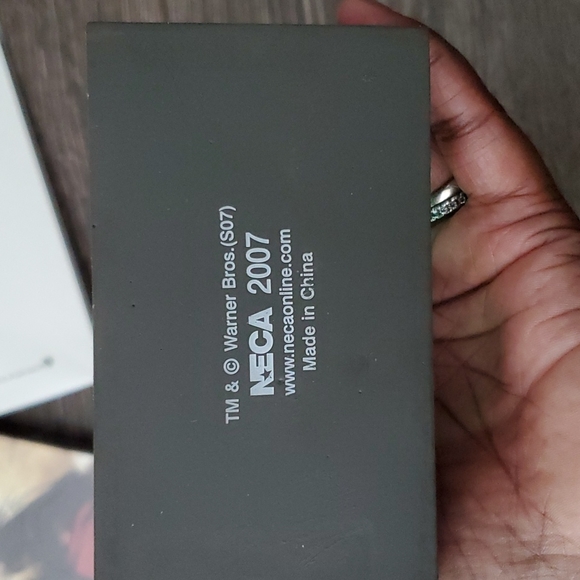 TM & © Warner Bros.(S07)
NECA 2007
www.necaonline.com
Made in China